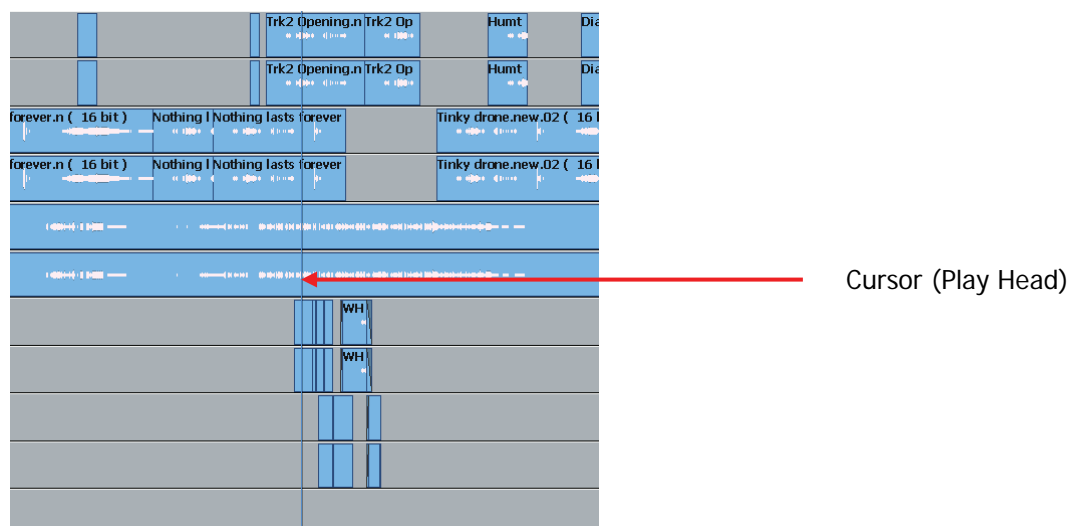 Trk2 Opening.n Trk2 Op Humt Dia
Trk2 Opening.n Trk2 Op Humt Dia
forever.n ( 16 bit ) Nothing l Nothing lasts forever Tinky drone.new.02 ( 16 b
forever.n ( 16 bit ) Nothing l Nothing lasts forever Tinky drone.new.02 ( 16 b
Cursor (Play Head)
WH
WH